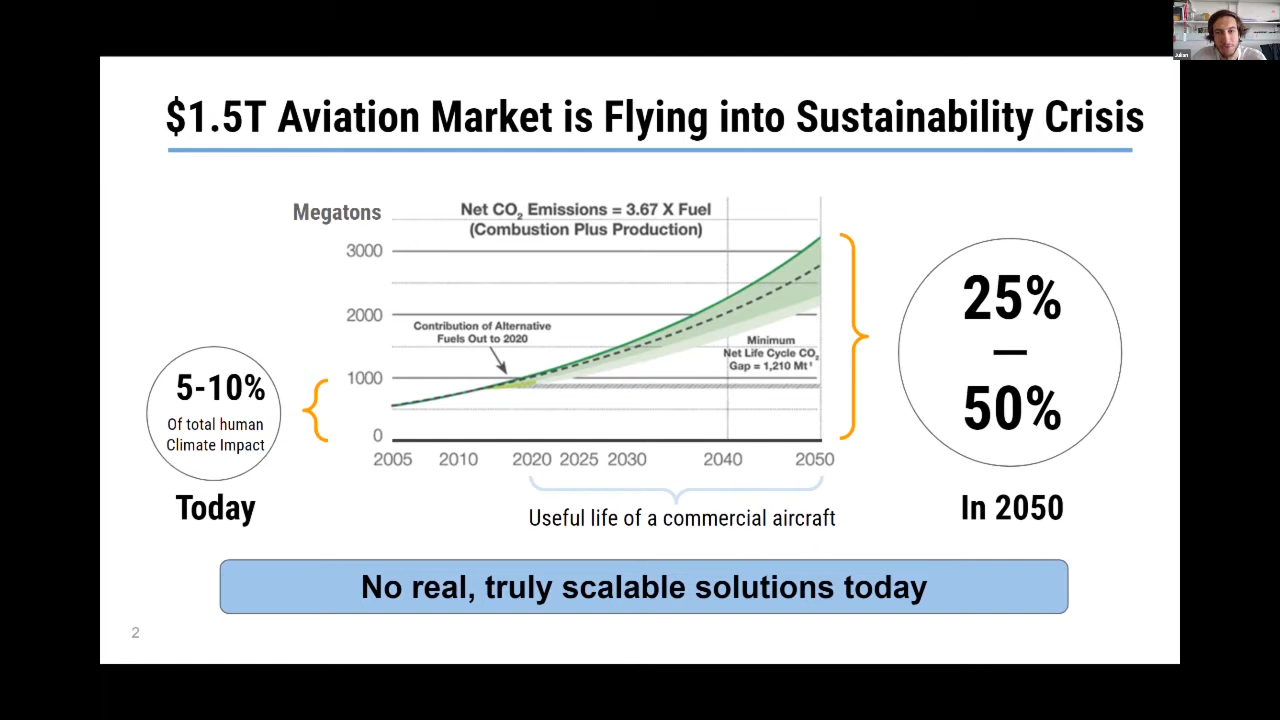 Julian
$1.5T Aviation Market is Flying into Sustainability Crisis
Megatons
Net CO₂ Emissions = 3.67 X Fuel
(Combustion Plus Production)
3000
2000
1000
0
Contribution of Alternative
Fuels Out to 2020
Minimum
Net Life Cycle CO₂
Gap = 1,210 Mt¹
2005 2010 2020 2025 2030 2040 2050
Useful life of a commercial aircraft
5-10%
Of total human
Climate Impact
Today
25%
—
50%
In 2050
No real, truly scalable solutions today
2